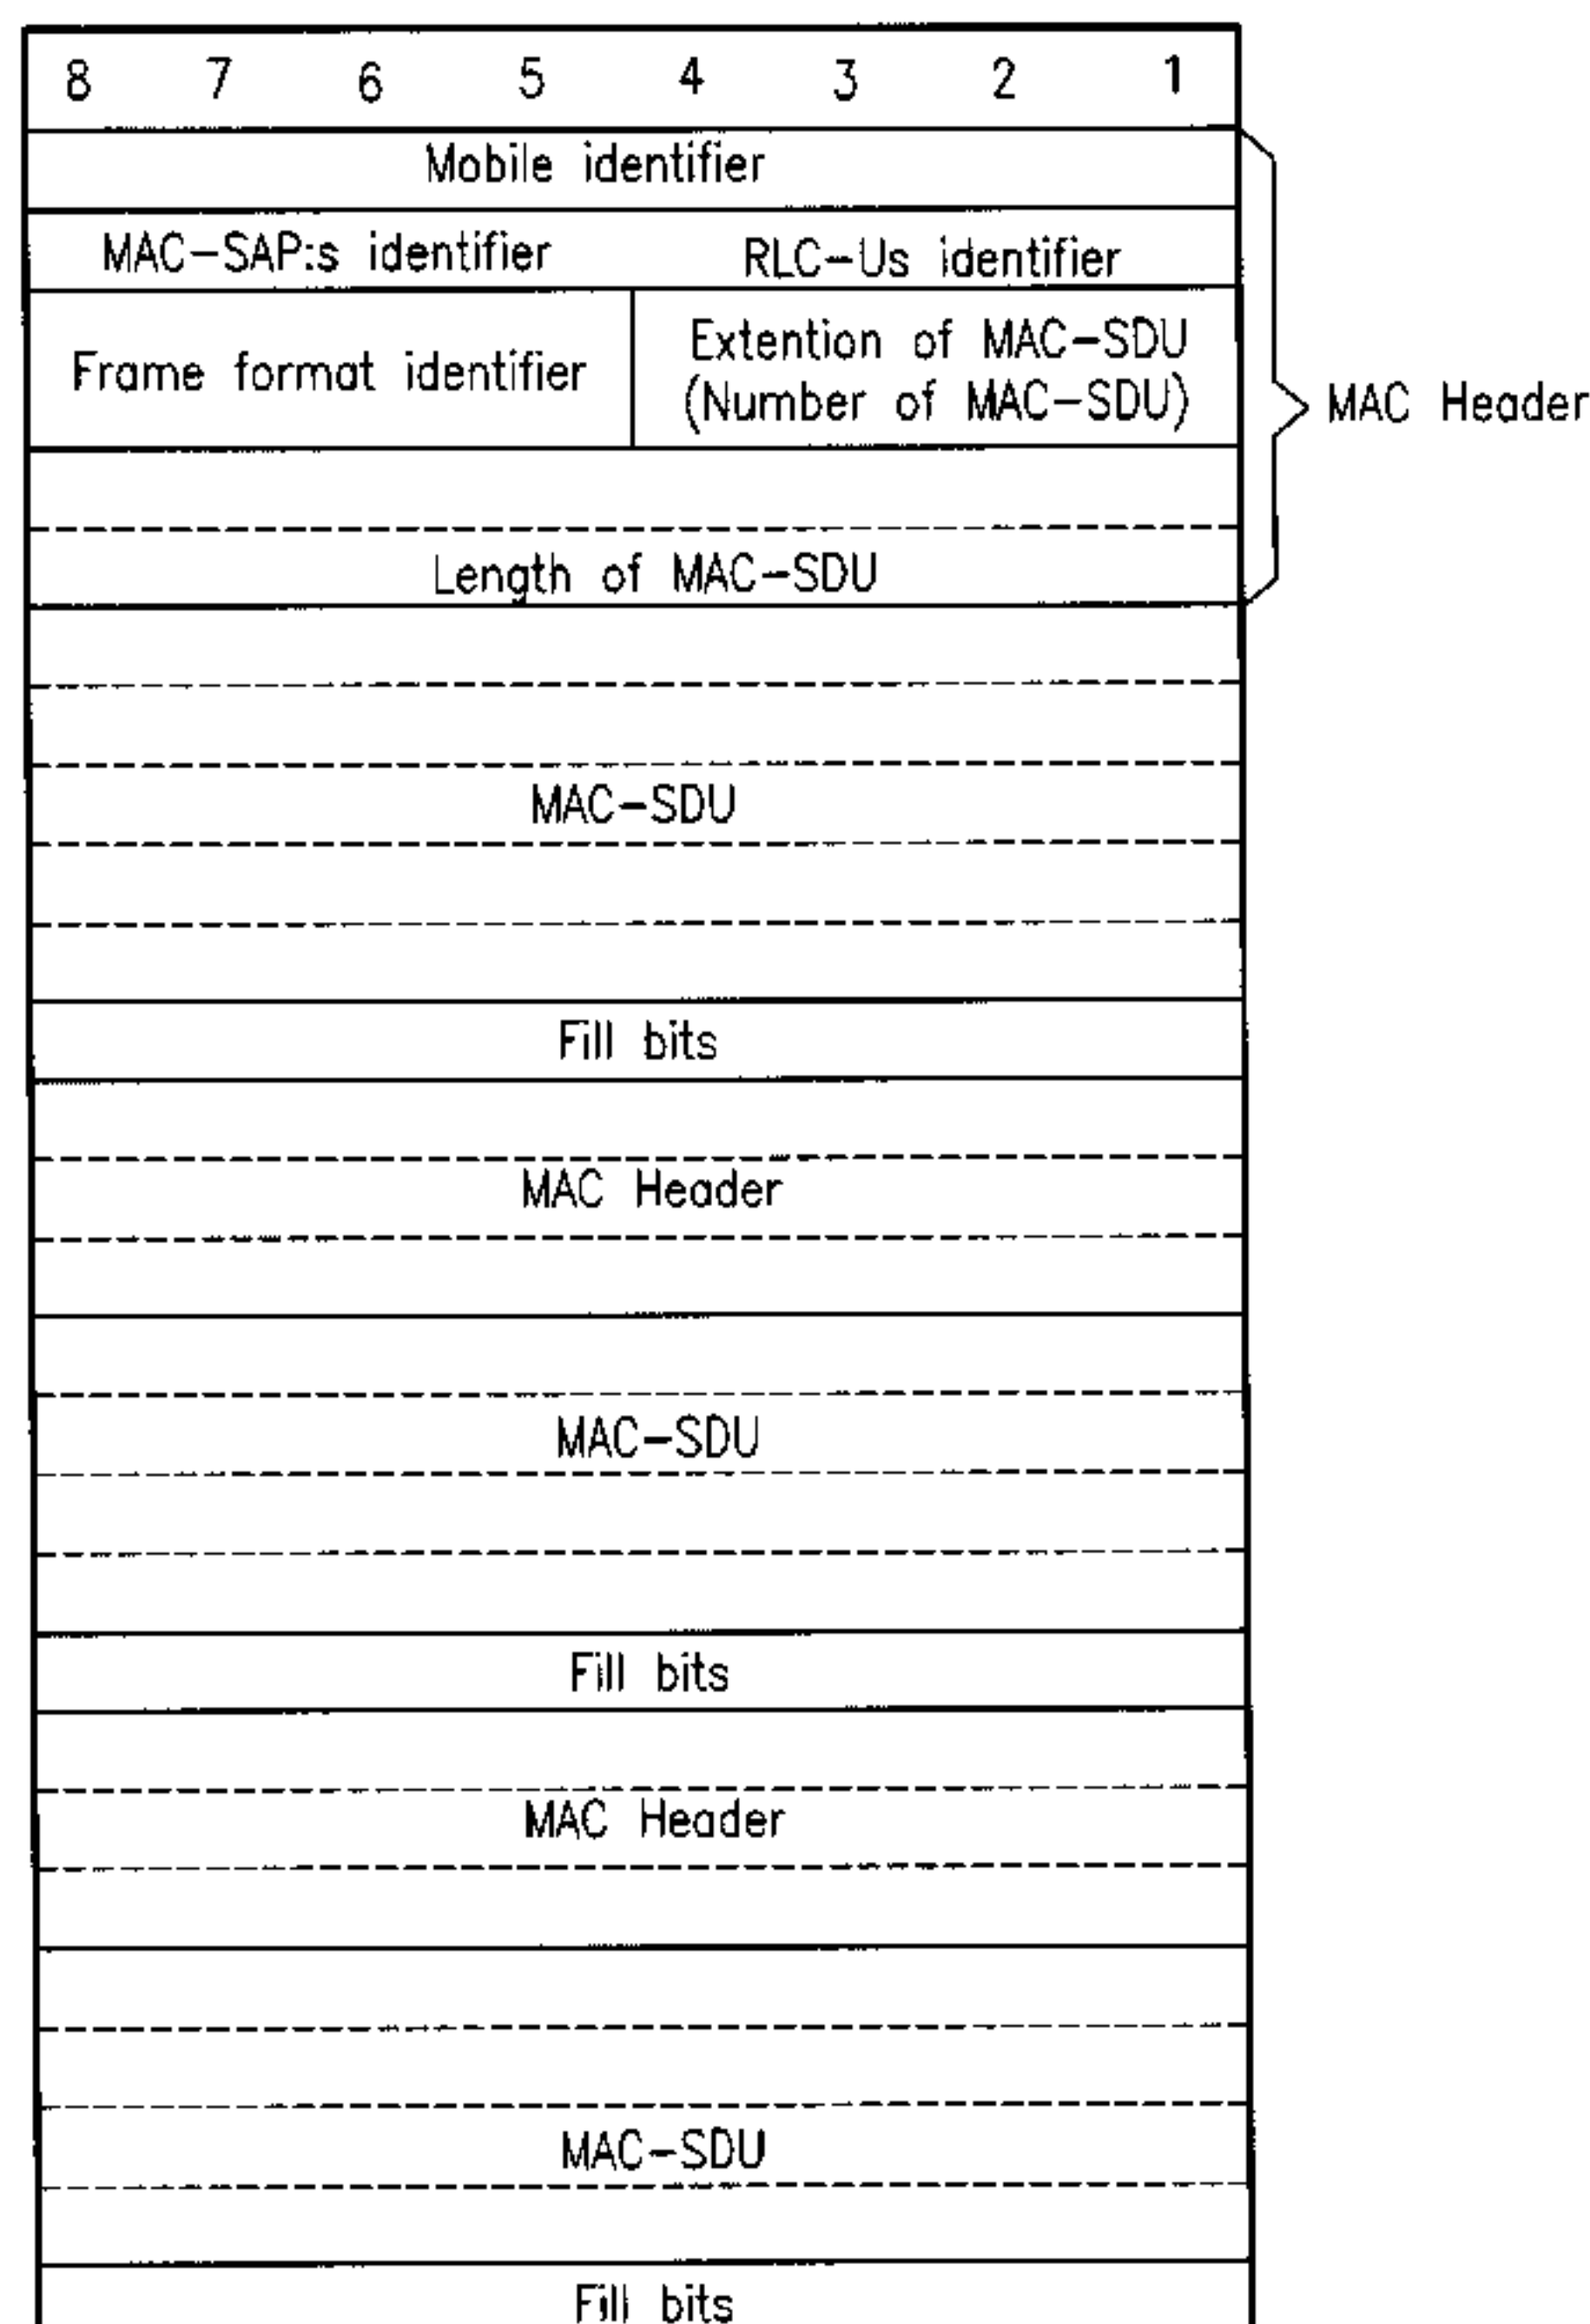 8 7 6 5 4 3 2 1
Mobile identifier
MAC-SAP:s identifier RLC-Us identifier
Frame format identifier
Extention of MAC-SDU
(Number of MAC-SDU)
MAC Header
Length of MAC-SDU
MAC-SDU
Fill bits
MAC Header
MAC-SDU
Fill bits
MAC Header
MAC-SDU
Fill bits